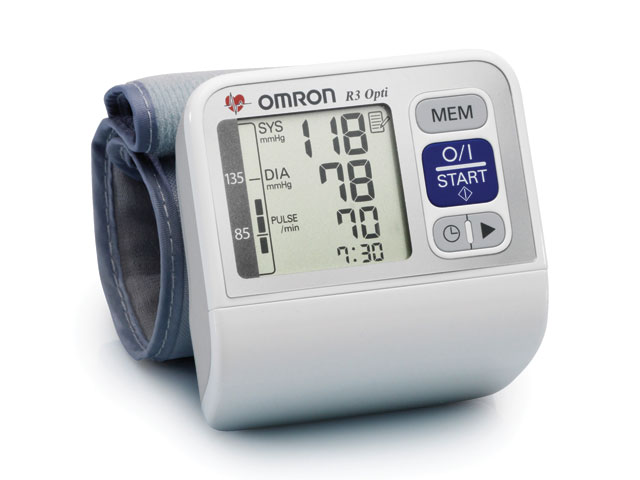 OMRON R3 Opti
SYS
mmHg
118
135
DIA
mmHg
78
85
PULSE
/min
70
7:30
MEM
O/I
START